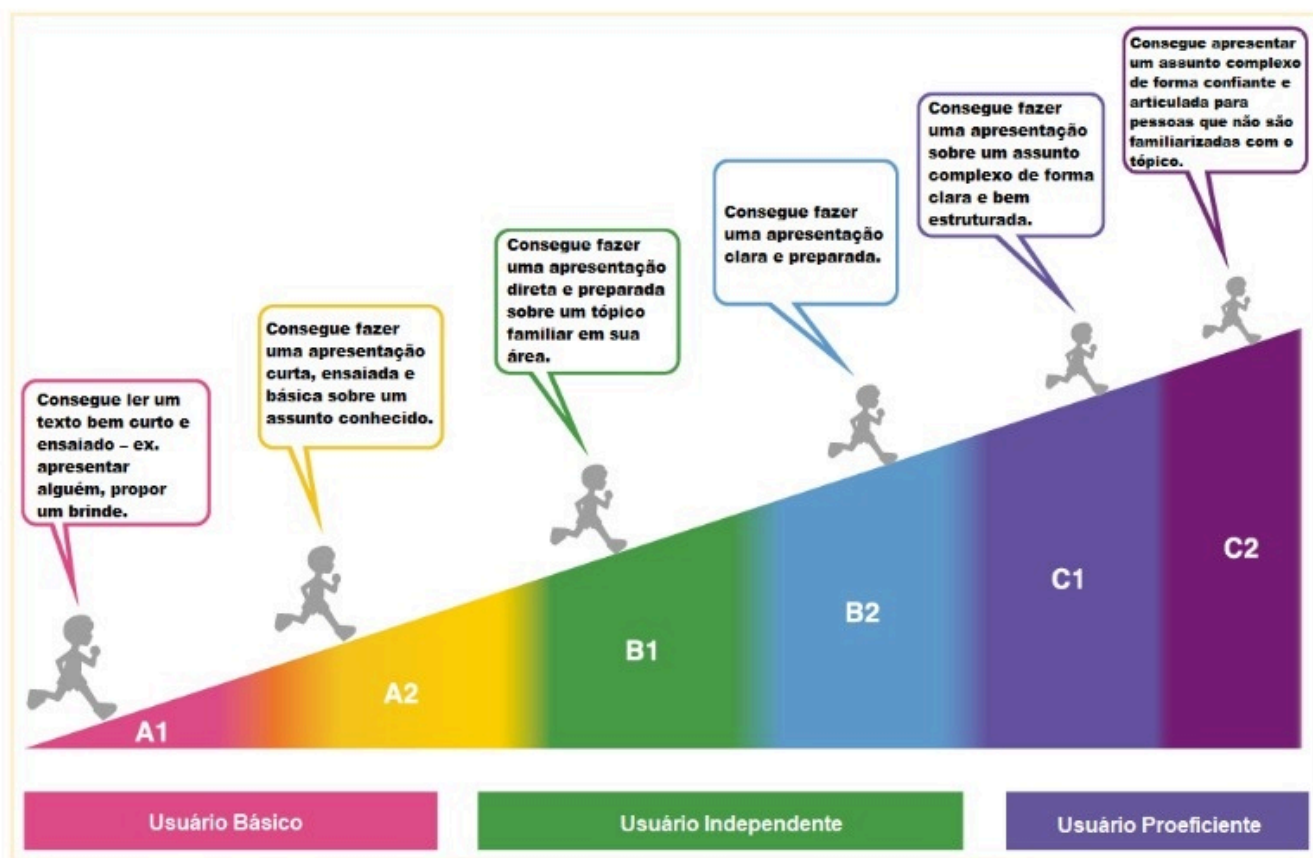 Consegue ler um
texto bem curto e
ensaiado – ex.
apresentar
alguém, propor
um brinde.
Consegue fazer
uma apresentação
curta, ensaiada e
básica sobre um
assunto conhecido.
Consegue fazer
uma apresentação
direta e preparada
sobre um tópico
familiar em sua
área.
Consegue fazer
uma apresentação
clara e preparada.
Consegue fazer
uma apresentação
sobre um assunto
complexo de forma
clara e bem
estruturada.
Consegue apresentar
um assunto complexo
de forma confiante e
articulada para
pessoas que não são
familiarizadas com o
tópico.
A1
A2
B1
B2
C1
C2
Usuário Básico
Usuário Independente
Usuário Proeficiente